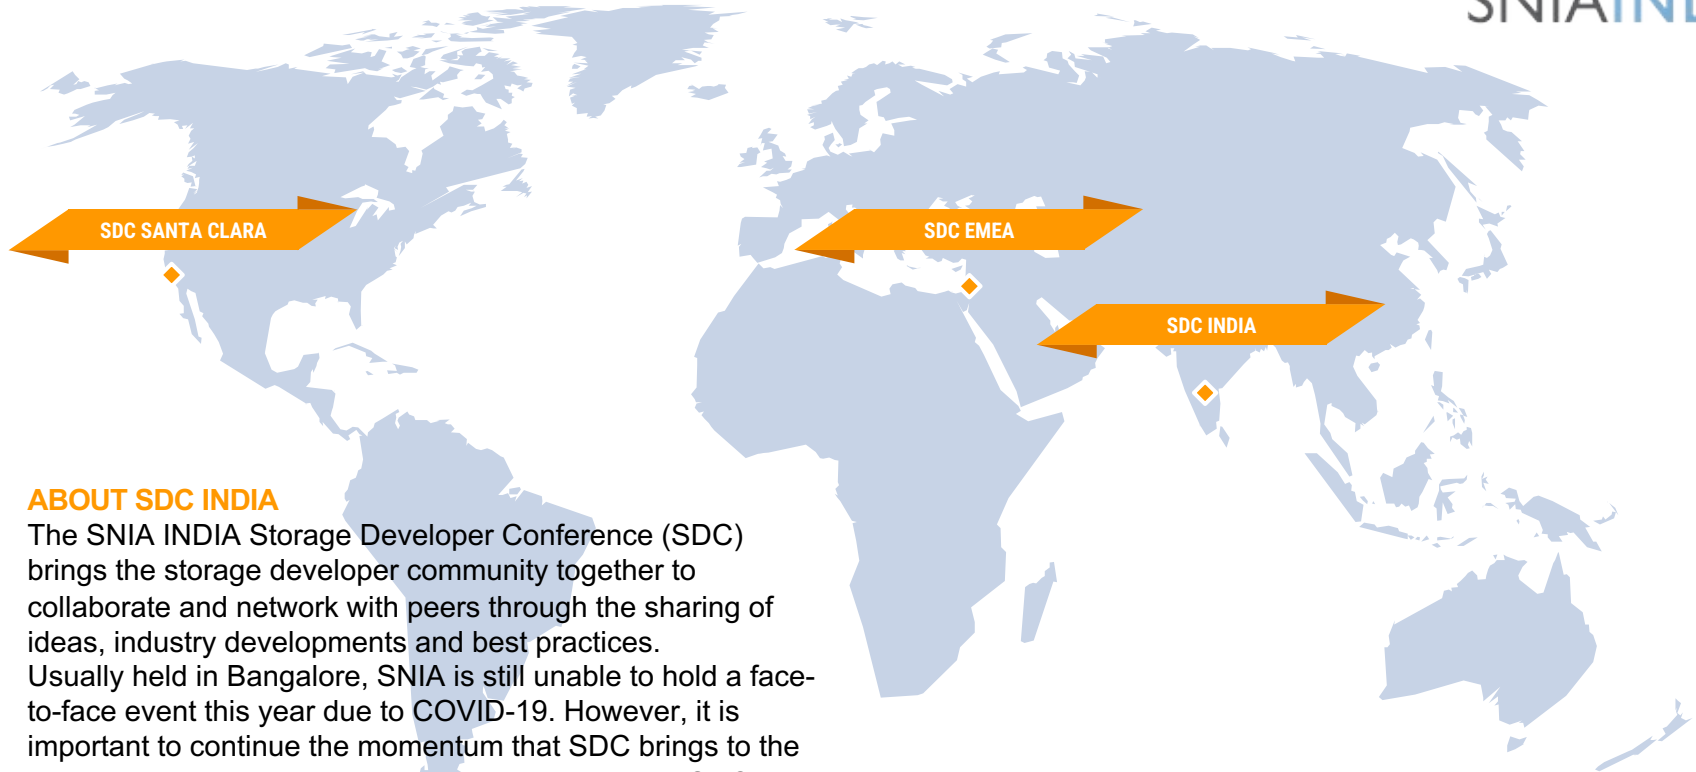 SNIAIND
SDC SANTA CLARA
SDC EMEA
SDC INDIA
ABOUT SDC INDIA
The SNIA INDIA Storage Developer Conference (SDC)
brings the storage developer community together to
collaborate and network with peers through the sharing of
ideas, industry developments and best practices.
Usually held in Bangalore, SNIA is still unable to hold a face-
to-face event this year due to COVID-19. However, it is
important to continue the momentum that SDC brings to the